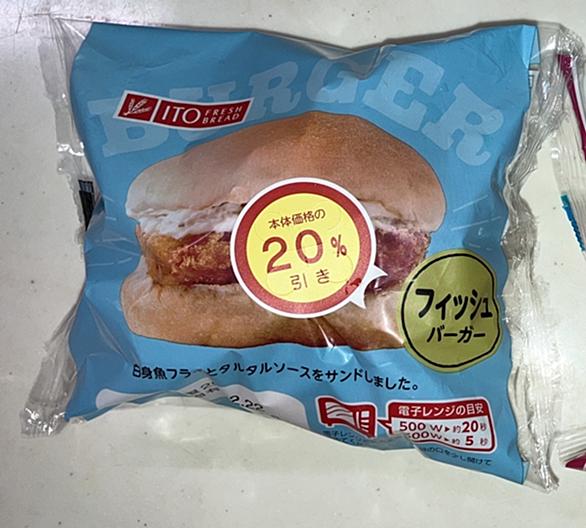 BURGER
ITO FRESH BREAD
本体価格の
20%
引き
フィッシュ
バーガー
白身魚フライとタルタルソースをサンドしました。
電子レンジの目安
500W▶約20秒
約5秒